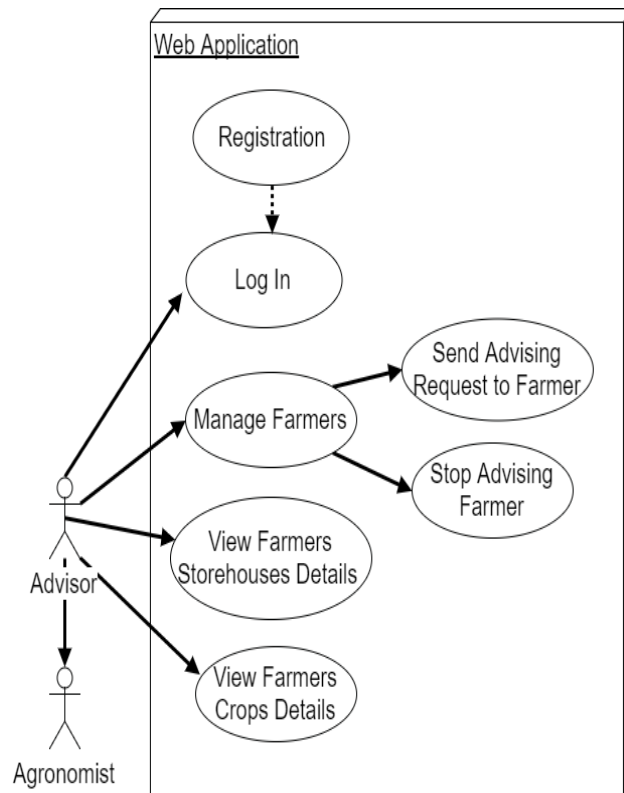 Web Application
Registration
Log In
Send Advising
Request to Farmer
Manage Farmers
Stop Advising
Farmer
View Farmers
Storehouses Details
Advisor
View Farmers
Crops Details
Agronomist